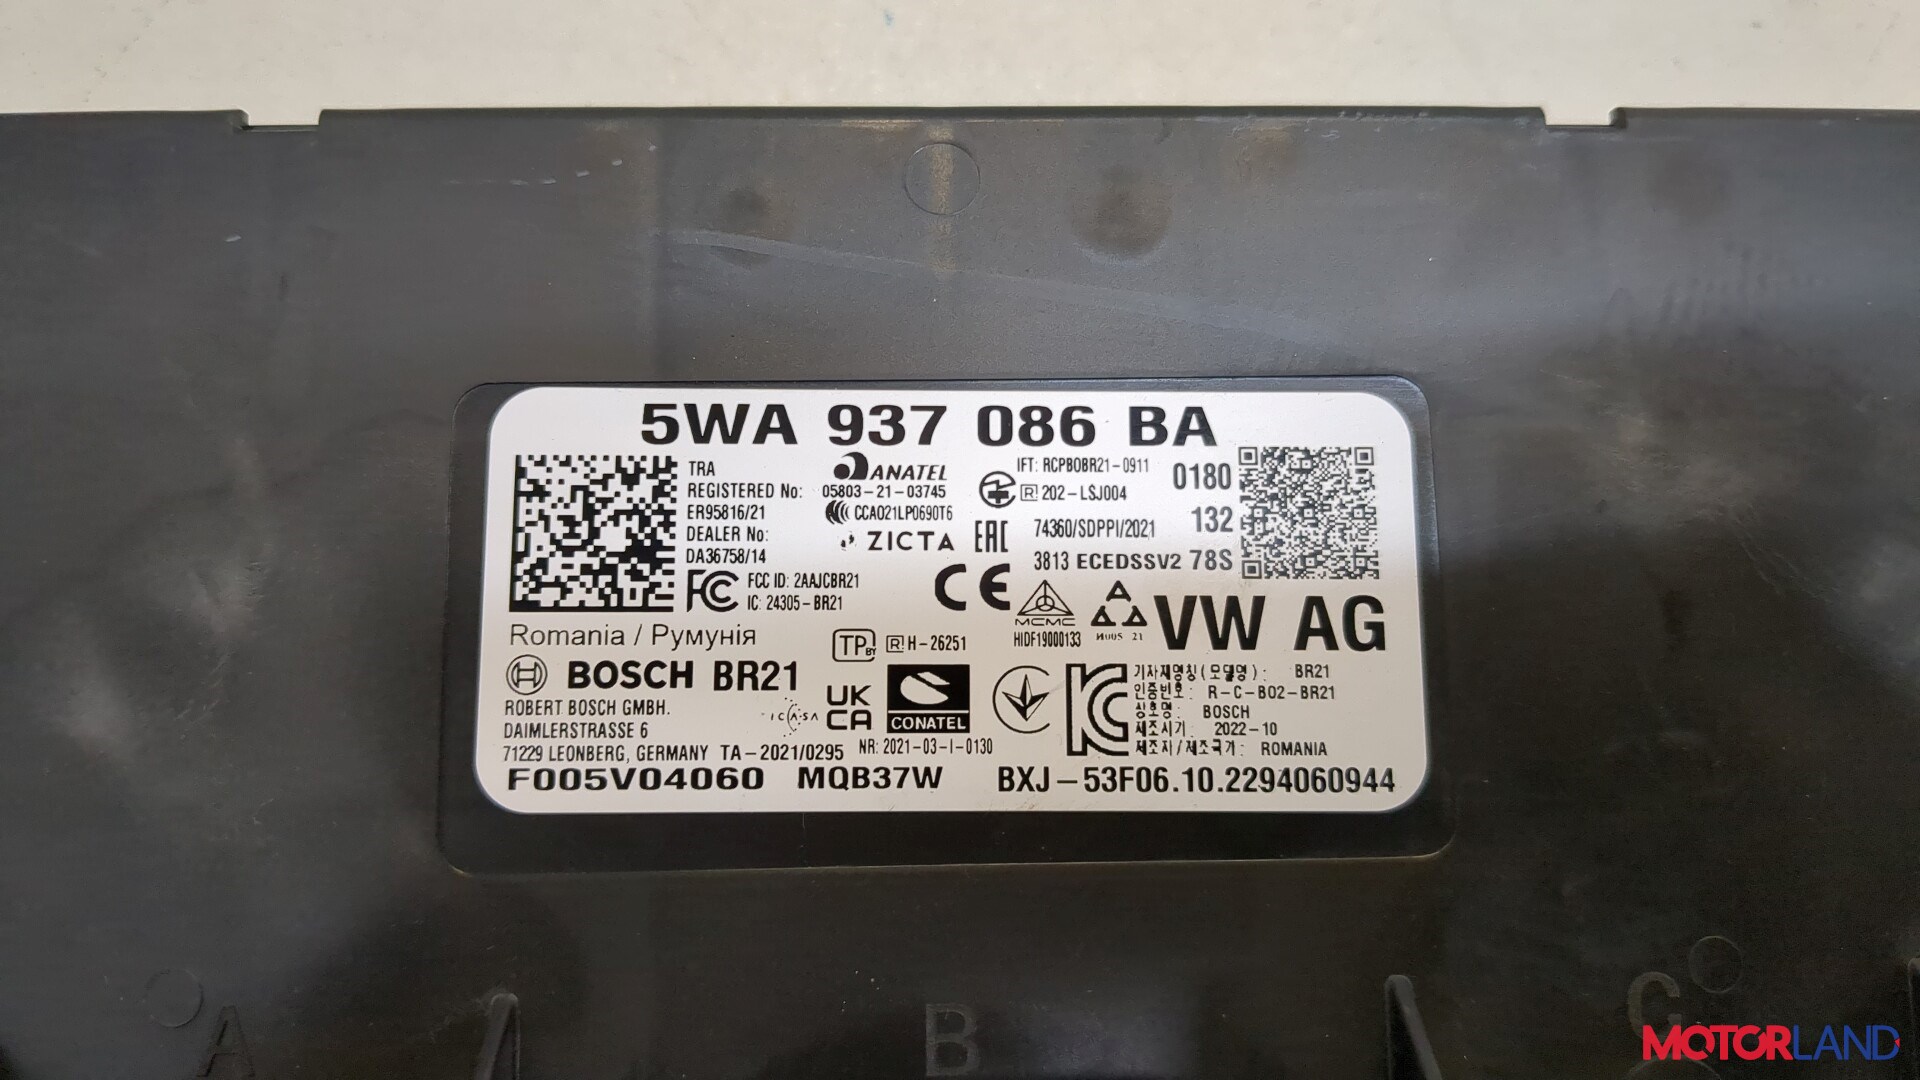 5WA 937 086 BA
TRA
REGISTERED No:
ER95816/21
DEALER No:
DA36758/14
FCC ID: 2AAJCBR21
IC: 24305-BR21
ANATEL
05803-21-03745
CCAO21LP0690T6
ZICTA
EAC
CE
IFT: RCPBOBR21-0911
R 202-LSJ004
74360/SDPPI/2021
3813 ECEDSSV2 78S
0180
132
MCMC
HIDF19000133
21
VW AG
Romania / Румунія
BOSCH BR21
ROBERT BOSCH GMBH.
DAIMLERSTRASSE 6
71229 LEONBERG, GERMANY TA-2021/0295
TP BY
R H-26251
ICASA
UK
CA
CONATEL
NR: 2021-03-I-0130
기자재명칭(모델명): BR21
인증번호: R-C-BO2-BR21
상호명: BOSCH
제조시기: 2022-10
제조자/제조국가: ROMANIA
F005V04060 MQB37W BXJ-53F06.10.2294060944
A
B
C
MOTORLAND